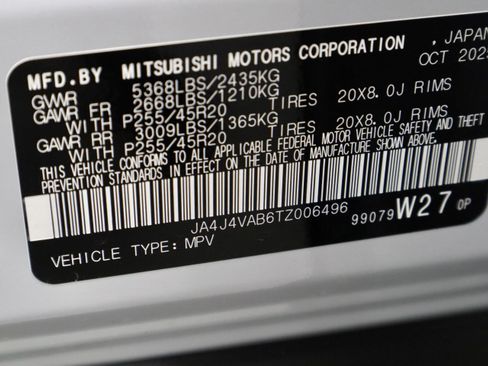 MFD.BY MITSUBISHI MOTORS CORPORATION , JAPAN
GWWR 5368LBS/2435KG OCT 2025
GAWR FR 2668LBS/1210KG
WITH P255/45R20 TIRES 20X8.0J RIMS
GAWR RR 3009LBS/1365KG
WITH P255/45R20 TIRES 20X8.0J RIMS
THIS VEHICLE CONFORMS TO ALL APPLICABLE FEDERAL MOTOR VEHICLE SAFETY AND THEFT
PREVENTION STANDARDS IN EFFECT ON THE DATE OF MANUFACTURE SHOWN ABOVE.
JA4J4VAB6TZ006496
99079 W27 OP
VEHICLE TYPE: MPV